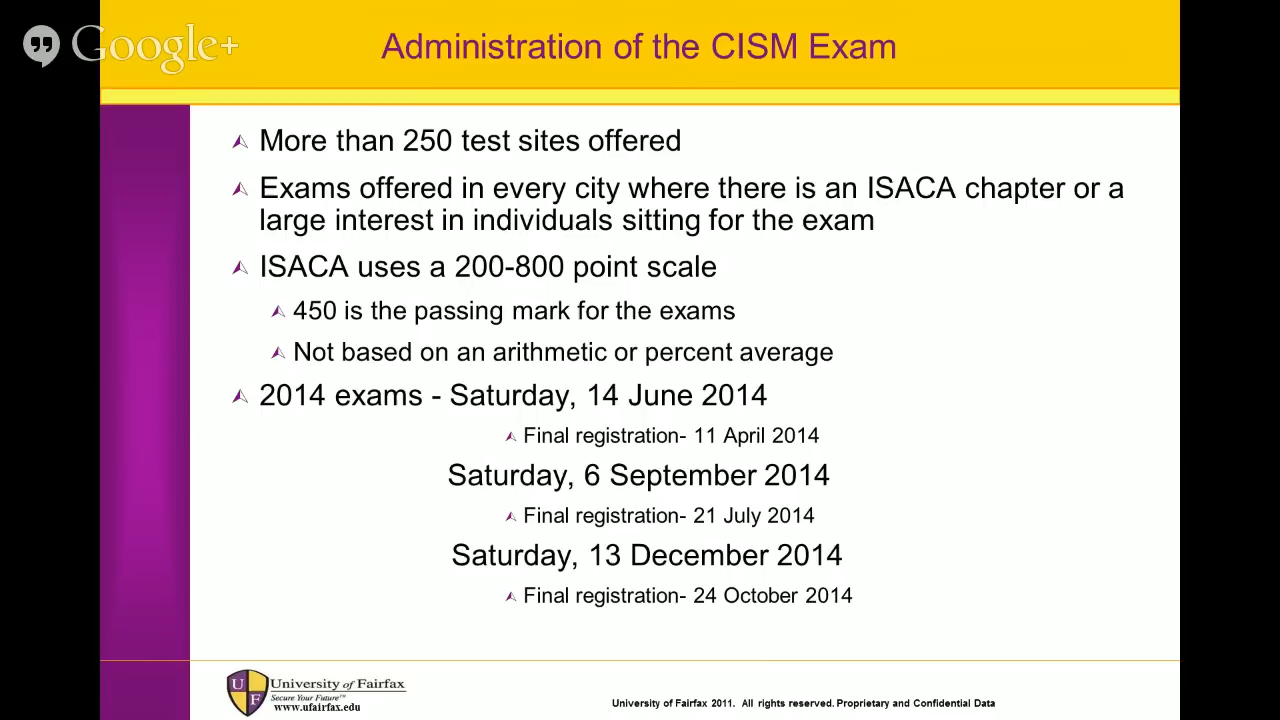 Google+
Administration of the CISM Exam
More than 250 test sites offered
Exams offered in every city where there is an ISACA chapter or a
large interest in individuals sitting for the exam
ISACA uses a 200-800 point scale
450 is the passing mark for the exams
Not based on an arithmetic or percent average
2014 exams - Saturday, 14 June 2014
Final registration- 11 April 2014
Saturday, 6 September 2014
Final registration- 21 July 2014
Saturday, 13 December 2014
Final registration- 24 October 2014
U F
University of Fairfax
Secure Your Future™
www.ufairfax.edu
University of Fairfax 2011. All rights reserved. Proprietary and Confidential Data